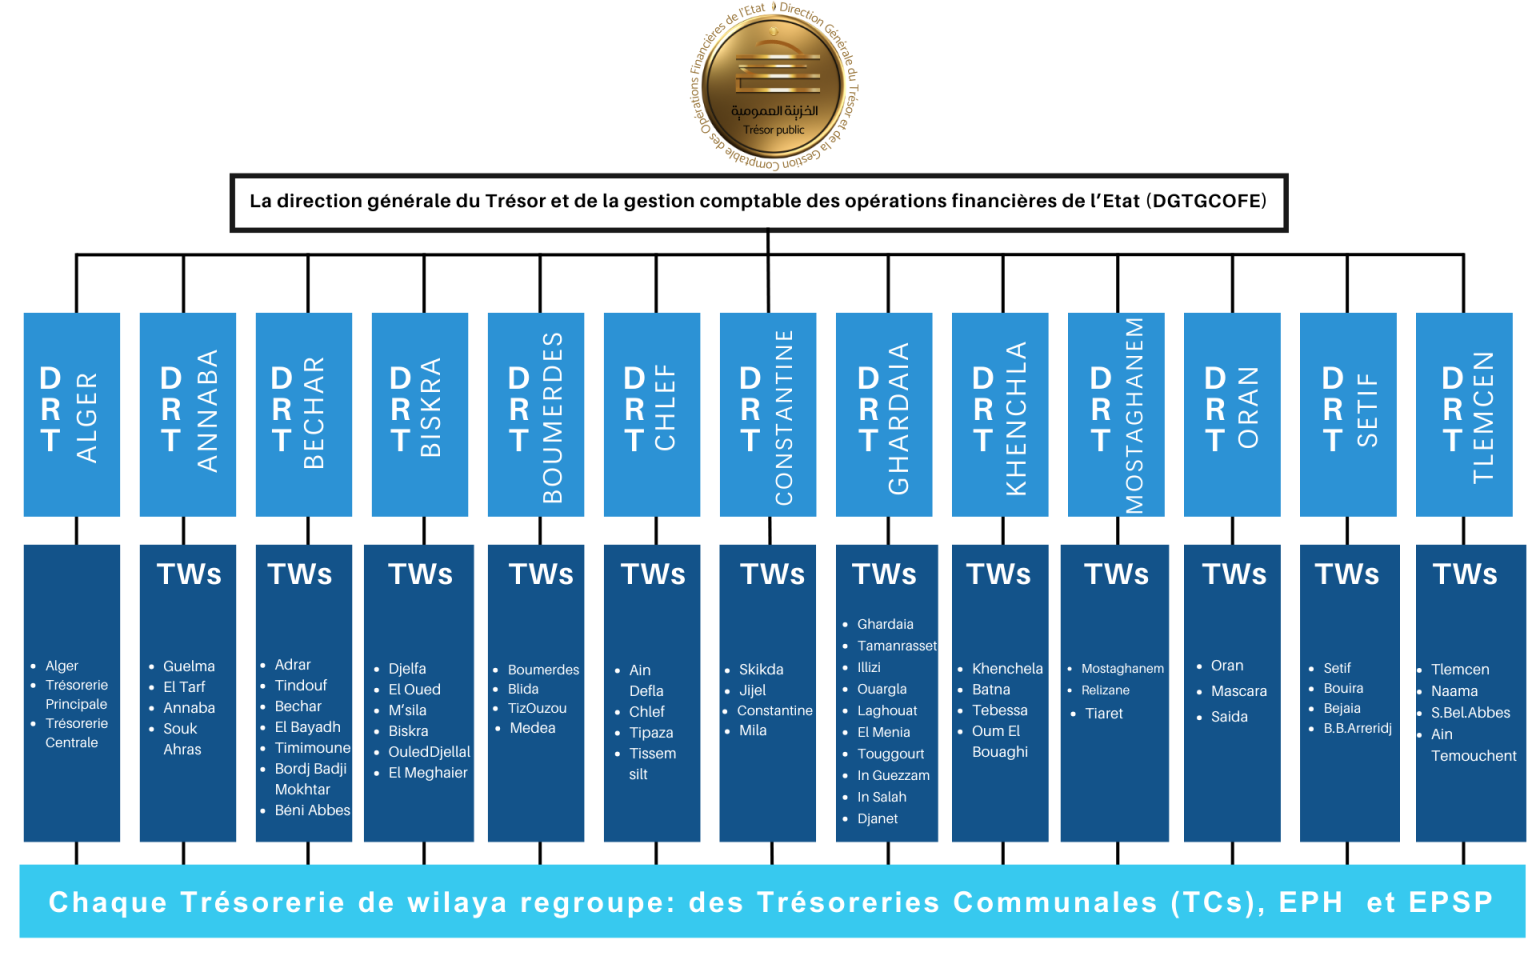 Direction Générale du Trésor et de la Gestion Comptable des Opérations Financières de l'Etat
الخزينة العمومية
Trésor public
La direction générale du Trésor et de la gestion comptable des opérations financières de l’Etat (DGTGCOFE)
DRT ALGER
DRT ANNABA
DRT BECHAR
DRT BISKRA
DRT BOUMERDES
DRT CHLEF
DRT CONSTANTINE
DRT GHARDAIA
DRT KHENCHLA
DRT MOSTAGHANEM
DRT ORAN
DRT SETIF
DRT TLEMCEN
Alger
Trésorerie
Principale
Trésorerie
Centrale
TWs
Guelma
El Tarf
Annaba
Souk
Ahras
TWs
Adrar
Tindouf
Bechar
El Bayadh
Timimoune
Bordj Badji
Mokhtar
Béni Abbes
TWs
Djelfa
El Oued
M’sila
Biskra
OuledDjellal
El Meghaier
TWs
Boumerdes
Blida
TizOuzou
Medea
TWs
Ain
Defla
Chlef
Tipaza
Tissem
silt
TWs
Skikda
Jijel
Constantine
Mila
TWs
Ghardaia
Tamanrasset
Illizi
Ouargla
Laghouat
El Menia
Touggourt
In Guezzam
In Salah
Djanet
TWs
Khenchela
Batna
Tebessa
Oum El
Bouaghi
TWs
Mostaghanem
Relizane
Tiaret
TWs
Oran
Mascara
Saida
TWs
Setif
Bouira
Bejaia
B.B.Arreridj
TWs
Tlemcen
Naama
S.Bel.Abbes
Ain
Temouchent
Chaque Trésorerie de wilaya regroupe: des Trésoreries Communales (TCs), EPH et EPSP